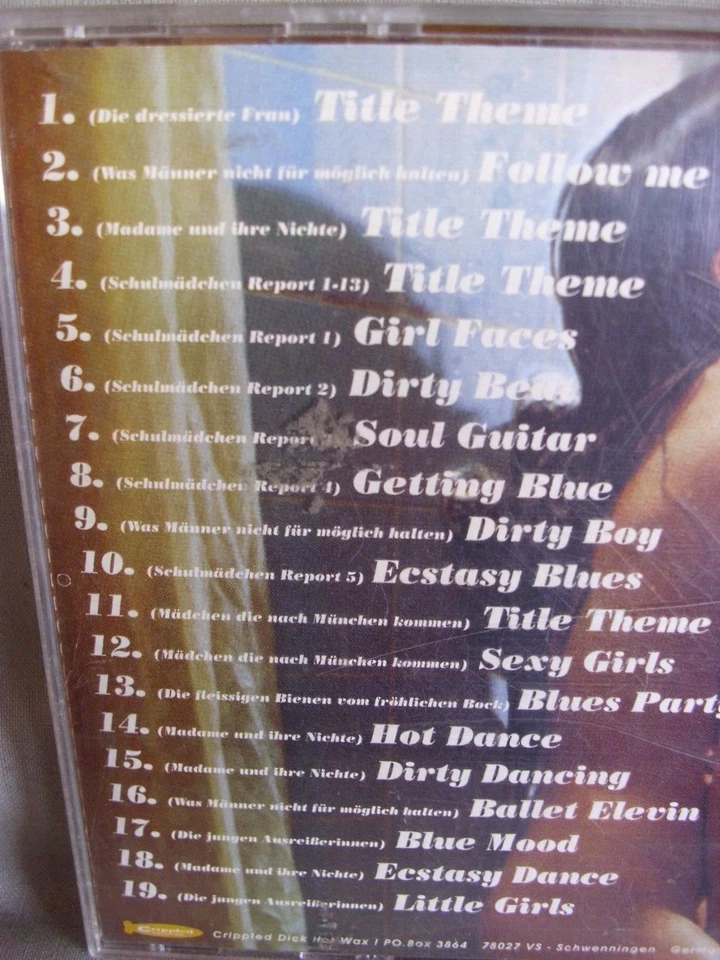 1. (Die dressierte Frau) Title Theme
2. (Was Männer nicht für möglich halten) Follow me
3. (Madame und ihre Nichte) Title Theme
4. (Schulmädchen Report 1-13) Title Theme
5. (Schulmädchen Report 1) Girl Faces
6. (Schulmädchen Report 2) Dirty Beat
7. (Schulmädchen Report Soul Guitar
8. (Schulmädchen Report 4) Getting Blue
9. (Was Männer nicht für möglich halten) Dirty Boy
10. (Schulmädchen Report 5) Ecstasy Blues
11. (Mädchen die nach München kommen) Title Theme
12. (Mädchen die nach München kommen) Sexy Girls
13. (Die fleissigen Bienen vom fröhlichen Bock) Blues Party
14. (Madame und ihre Nichte) Hot Dance
15. (Madame und ihre Nichte) Dirty Dancing
16. (Was Männer nicht für möglich halten) Ballet Elevin
17. (Die jungen Ausreißerinnen) Blue Mood
18. (Madame und ihre Nichte) Ecstasy Dance
19. (Die jungen Ausreißerinnen) Little Girls
Crippled Crippled Dick Hot Wax / P.O.Box 3864 78027 VS - Schwenningen German